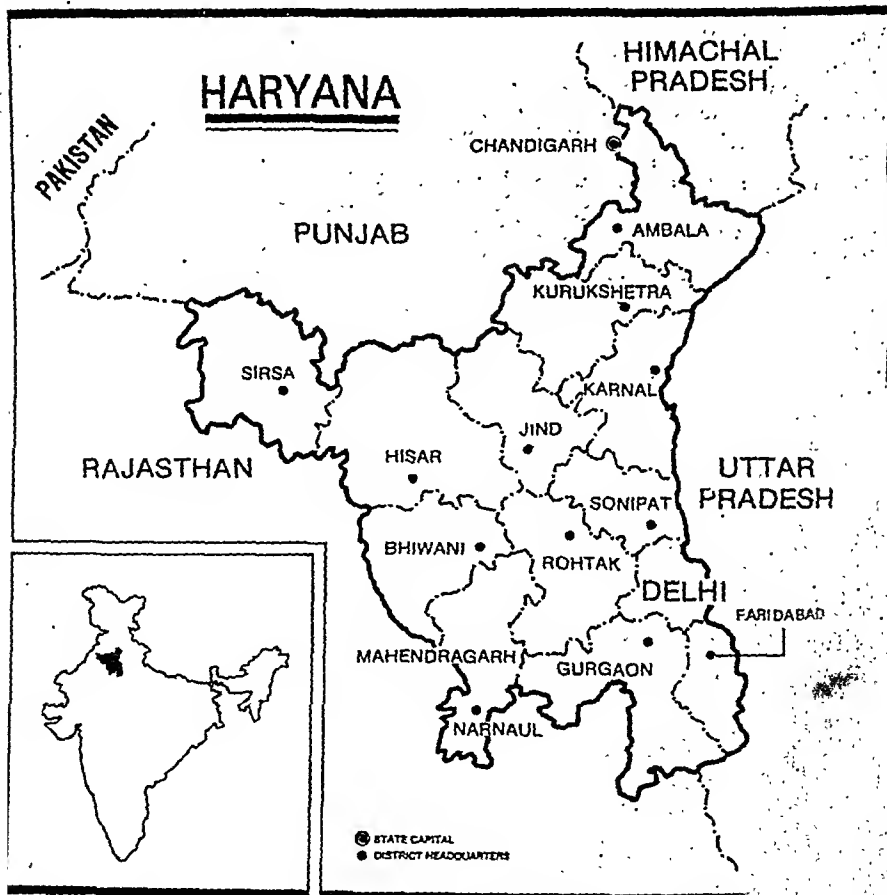 HIMACHAL
PRADESH
HARYANA
PAKISTAN
CHANDIGARH
PUNJAB
AMBALA
KURUKSHETRA
SIRSA
KARNAL
JIND
RAJASTHAN
HISAR
UTTAR
PRADESH
SONIPAT
BHIWANI
ROHTAK
DELHI
FARIDABAD
MAHENDRAGARH
GURGAON
NARNAUL
STATE CAPITAL
DISTRICT HEADQUARTERS